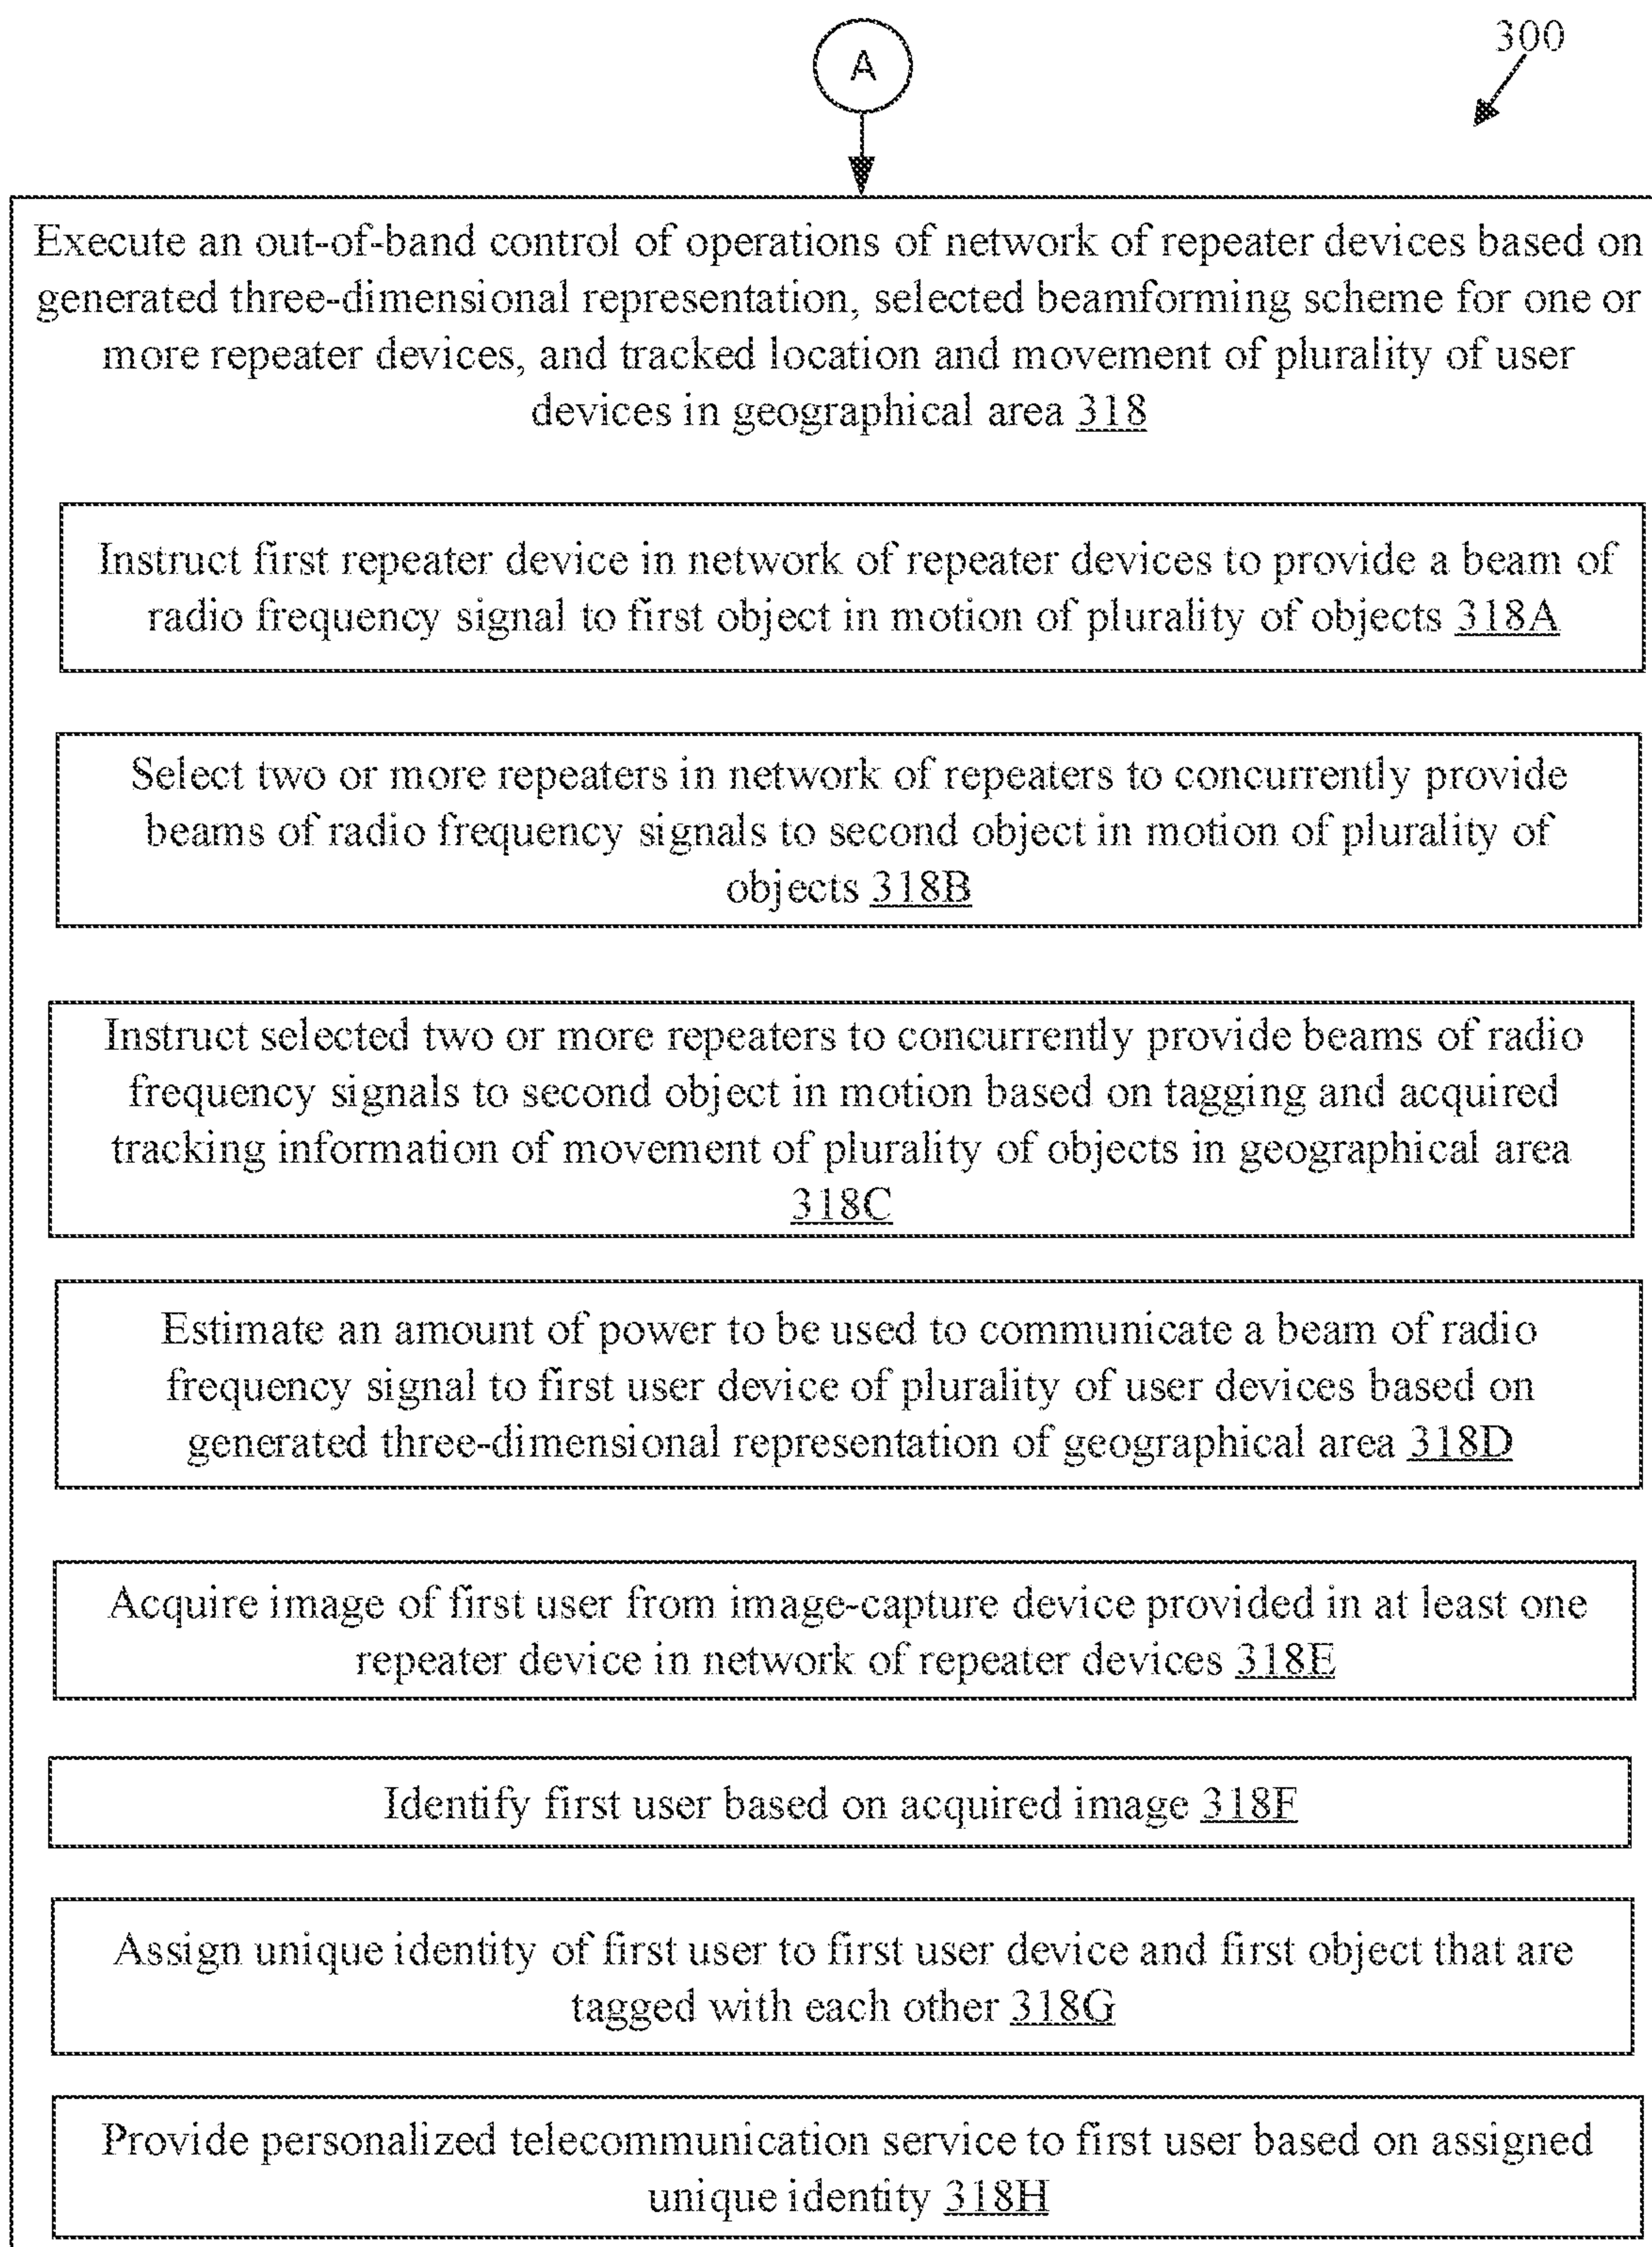 A
300
Execute an out-of-band control of operations of network of repeater devices based on
generated three-dimensional representation, selected beamforming scheme for one or
more repeater devices, and tracked location and movement of plurality of user
devices in geographical area 318
Instruct first repeater device in network of repeater devices to provide a beam of
radio frequency signal to first object in motion of plurality of objects 318A
Select two or more repeaters in network of repeaters to concurrently provide
beams of radio frequency signals to second object in motion of plurality of
objects 318B
Instruct selected two or more repeaters to concurrently provide beams of radio
frequency signals to second object in motion based on tagging and acquired
tracking information of movement of plurality of objects in geographical area
318C
Estimate an amount of power to be used to communicate a beam of radio
frequency signal to first user device of plurality of user devices based on
generated three-dimensional representation of geographical area 318D
Acquire image of first user from image-capture device provided in at least one
repeater device in network of repeater devices 318E
Identify first user based on acquired image 318F
Assign unique identity of first user to first user device and first object that are
tagged with each other 318G
Provide personalized telecommunication service to first user based on assigned
unique identity 318H